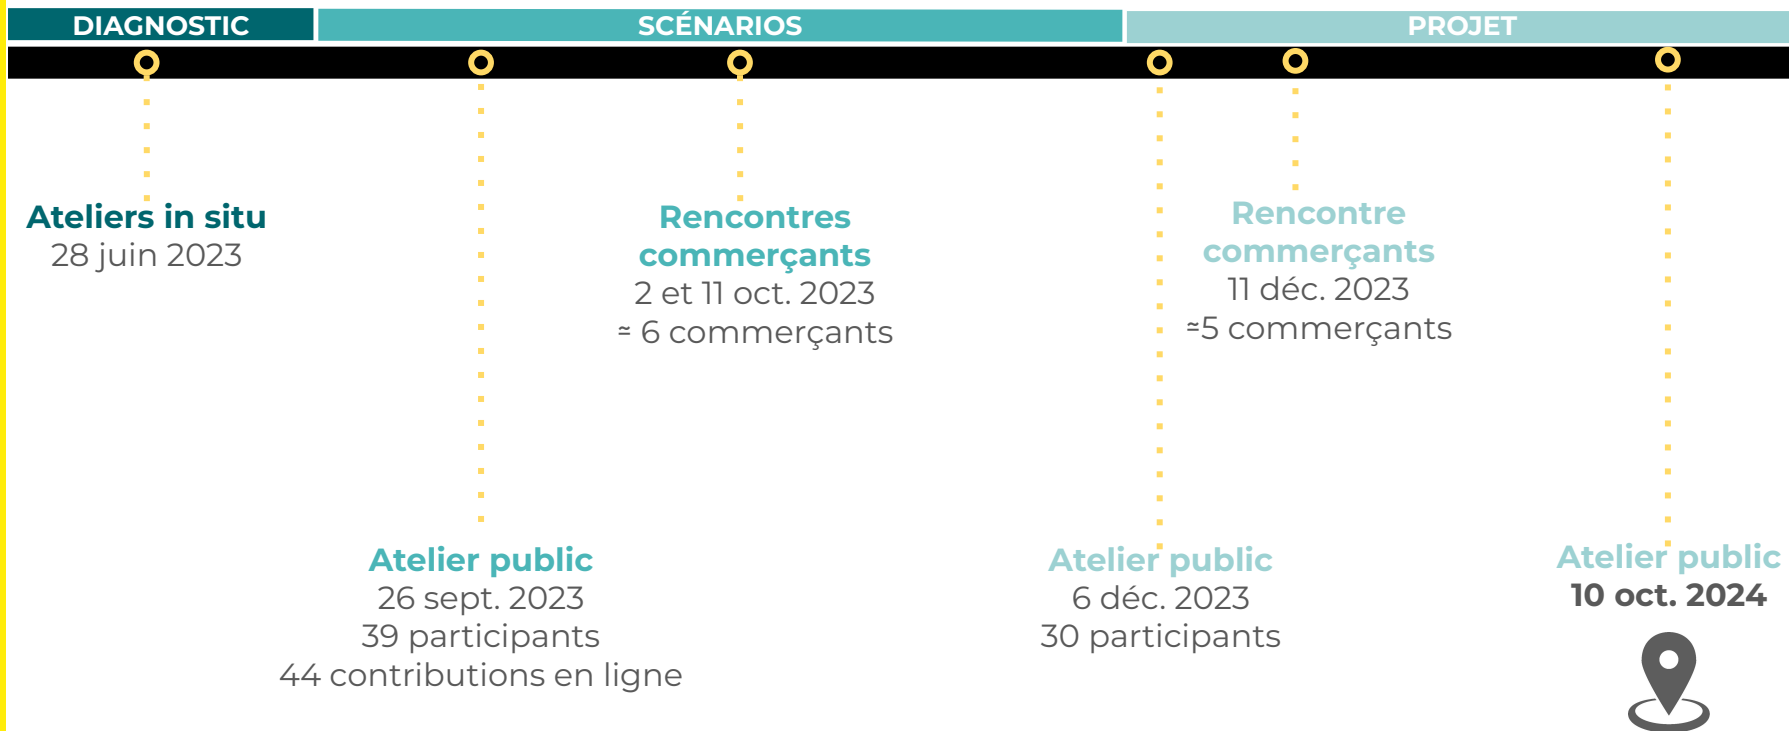 DIAGNOSTIC
SCÉNARIOS
PROJET
Ateliers in situ
28 juin 2023
Rencontres
commerçants
2 et 11 oct. 2023
≃ 6 commerçants
Rencontre
commerçants
11 déc. 2023
≃5 commerçants
Atelier public
26 sept. 2023
39 participants
44 contributions en ligne
Atelier public
6 déc. 2023
30 participants
Atelier public
10 oct. 2024